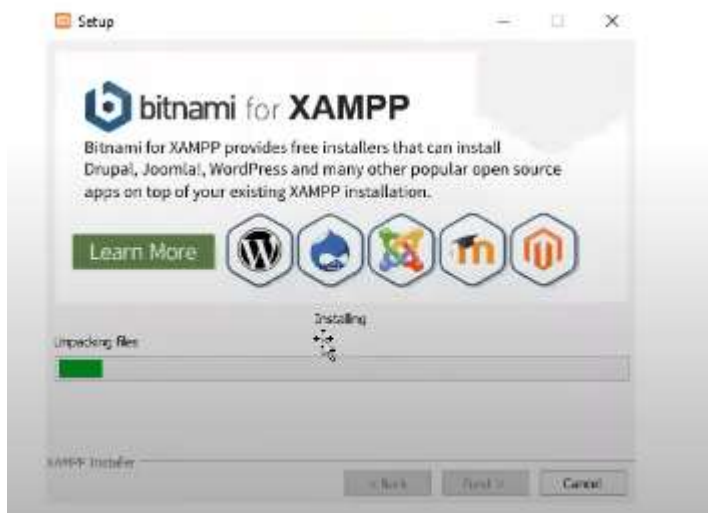 Setup
bitnami for XAMPP
Bitnami for XAMPP provides free installers that can install
Drupal, Joomla!, WordPress and many other popular open source
apps on top of your existing XAMPP installation.
Learn More
Installing
Unpacking files
XAMPP Installer
< Back Next > Cancel